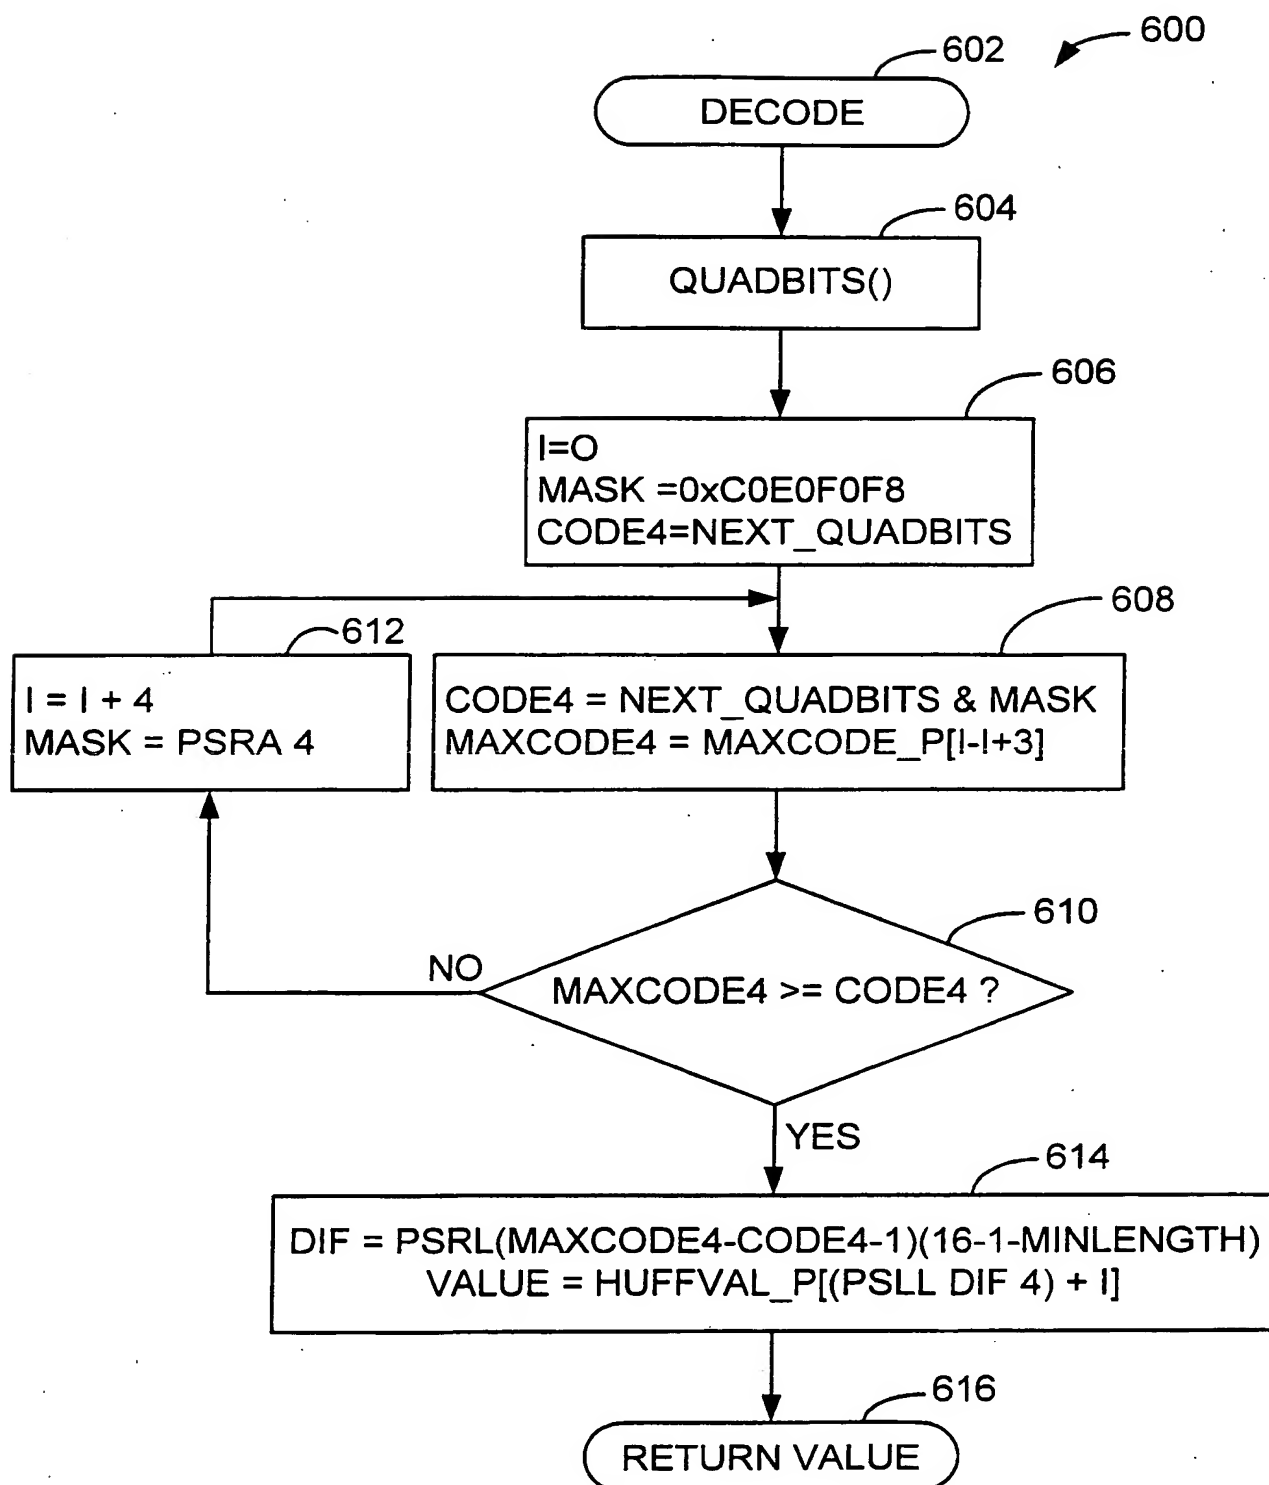 600
602
DECODE
604
QUADBITS()
606
I=O
MASK =0xC0E0F0F8
CODE4=NEXT_QUADBITS
608
612
I = I + 4
MASK = PSRA 4
CODE4 = NEXT_QUADBITS & MASK
MAXCODE4 = MAXCODE_P[I-I+3]
610
NO
MAXCODE4 >= CODE4 ?
YES
614
DIF = PSRL(MAXCODE4-CODE4-1)(16-1-MINLENGTH)
VALUE = HUFFVAL_P[(PSLL DIF 4) + I]
616
RETURN VALUE